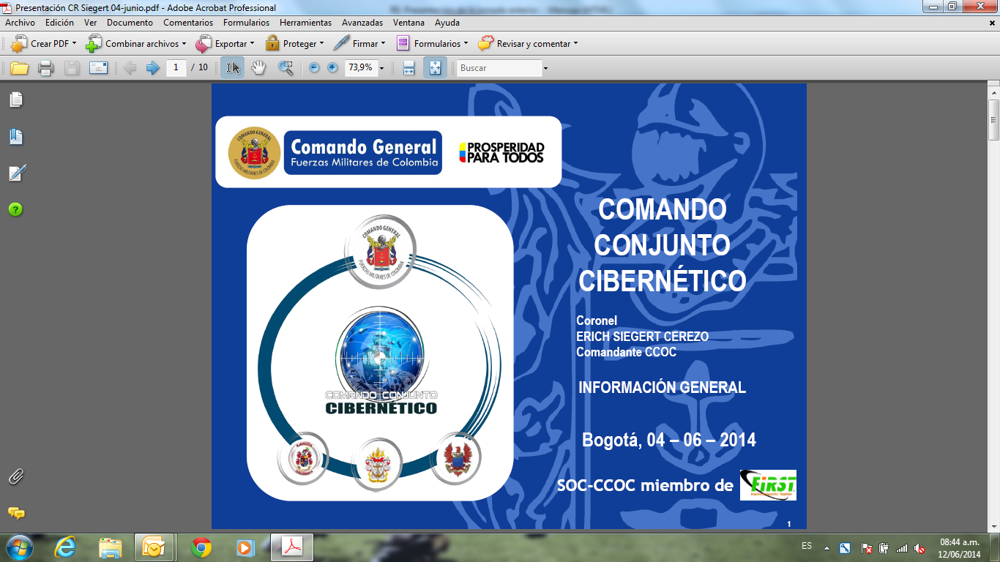 Presentación CR Siegert 04-junio.pdf - Adobe Acrobat Professional
Archivo Edición Ver Documento Comentarios Formularios Herramientas Avanzadas Ventana Ayuda
Crear PDF Combinar archivos Exportar Proteger Firmar Formularios Revisar y comentar
1 / 10 73,9% Buscar
COMANDO GENERAL
FUERZAS MILITARES DE COLOMBIA
Comando General
Fuerzas Militares de Colombia
PROSPERIDAD
PARA TODOS
COMANDO GENERAL
FUERZAS MILITARES DE COLOMBIA
COMANDO CONJUNTO
CIBERNÉTICO
EJERCITO
COLOMBIA
COMANDO
CONJUNTO
CIBERNÉTICO
Coronel
ERICH SIEGERT CEREZO
Comandante CCOC
INFORMACIÓN GENERAL
Bogotá, 04 – 06 – 2014
SOC-CCOC miembro de
FiRST
1
ES
08:44 a.m.
12/06/2014